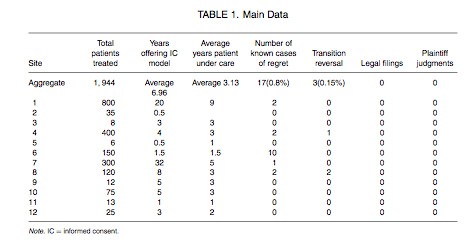 TABLE 1. Main Data
Site Total patients treated Years offering IC model Average years patient under care Number of known cases of regret Transition reversal Legal filings Plaintiff judgments
Aggregate 1,944 Average 6.96 Average 3.13 17(0.8%) 3(0.15%) 0 0
1 800 20 9 2 0 0 0
2 35 0.5 0 0 0 0
3 8 3 3 0 0 0 0
4 400 4 3 2 1 0 0
5 6 0.5 1 0 0 0 0
6 150 1.5 1.5 10 0 0 0
7 300 32 5 1 0 0 0
8 120 8 3 2 2 0 0
9 12 5 3 0 0 0 0
10 75 5 3 0 0 0 0
11 13 1 1 0 0 0 0
12 25 3 2 0 0 0 0
Note. IC = informed consent.